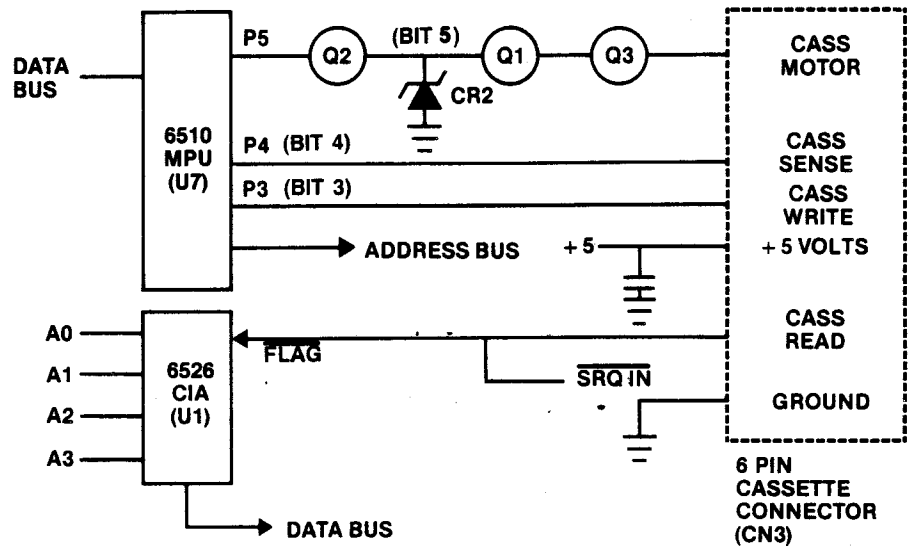 P5
Q2
(BIT 5)
Q1
Q3
CASS
MOTOR
DATA
BUS
CR2
6510
MPU
(U7)
P4 (BIT 4)
CASS
SENSE
P3 (BIT 3)
CASS
WRITE
ADDRESS BUS
+ 5
+ 5 VOLTS
A0
A1
A2
A3
6526
CIA
(U1)
FLAG
CASS
READ
SRQ IN
GROUND
DATA BUS
6 PIN
CASSETTE
CONNECTOR
(CN3)